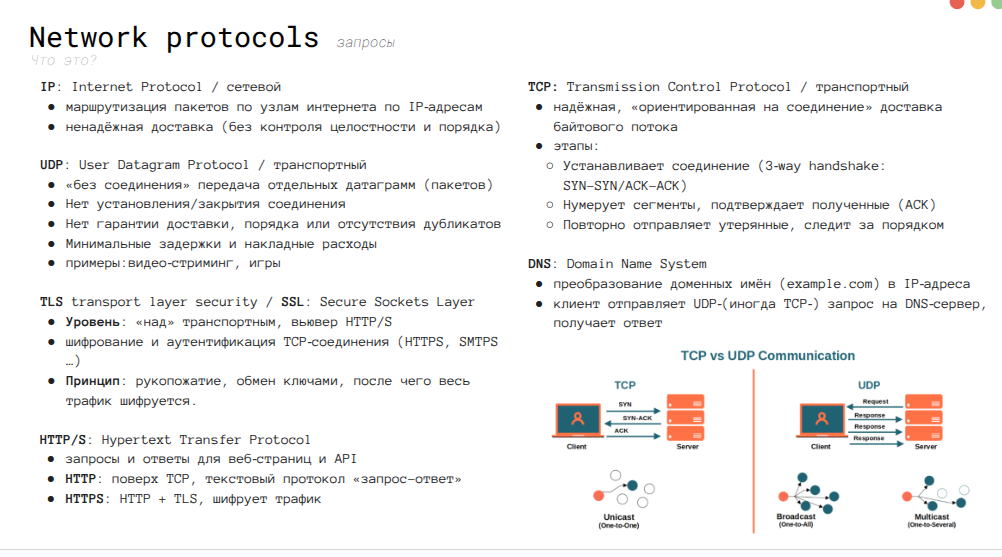 Network protocols запросы
Что это?
IP: Internet Protocol / сетевой
● маршрутизация пакетов по узлам интернета по IP-адресам
● ненадёжная доставка (без контроля целостности и порядка)
UDP: User Datagram Protocol / транспортный
● «без соединения» передача отдельных датаграмм (пакетов)
● Нет установления/закрытия соединения
● Нет гарантии доставки, порядка или отсутствия дубликатов
● Минимальные задержки и накладные расходы
● примеры:видео-стриминг, игры
TLS transport layer security / SSL: Secure Sockets Layer
● Уровень: «над» транспортным, вьювер HTTP/S
● шифрование и аутентификация TCP-соединения (HTTPS, SMTPS
…)
● Принцип: рукопожатие, обмен ключами, после чего весь
трафик шифруется.
HTTP/S: Hypertext Transfer Protocol
● запросы и ответы для веб-страниц и API
● HTTP: поверх TCP, текстовый протокол «запрос-ответ»
● HTTPS: HTTP + TLS, шифрует трафик
TCP: Transmission Control Protocol / транспортный
● надёжная, «ориентированная на соединение» доставка
байтового потока
● этапы:
○ Устанавливает соединение (3-way handshake:
SYN-SYN/ACK-ACK)
○ Нумерует сегменты, подтверждает полученные (ACK)
○ Повторно отправляет утерянные, следит за порядком
DNS: Domain Name System
● преобразование доменных имён (example.com) в IP-адреса
● клиент отправляет UDP-(иногда TCP-) запрос на DNS-сервер,
получает ответ
TCP vs UDP Communication
TCP
SYN
SYN-ACK
ACK
Client
Server
Unicast
(One-to-One)
UDP
Request
Response
Response
Response
Client
Server
Broadcast
(One-to-All)
Multicast
(One-to-Several)